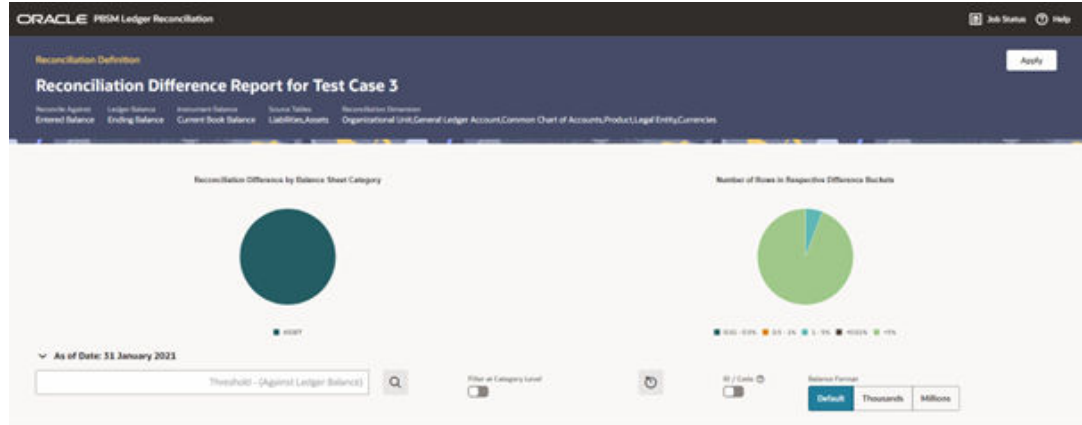 ORACLE PRISM Ledger Reconciliation
Job Status Help
Reconciliation Definition
Apply
Reconciliation Difference Report for Test Case 3
Reconcile Against Ledger Balance Instrument Balance Source Tables Reconciliation Dimension
Entered Balance Ending Balance Current Book Balance Liabilities,Assets Organizational Unit,General Ledger Account,Common Chart of Accounts,Product,Legal Entity,Currencies
Reconciliation Difference by Balance Sheet Category
Number of Rows in Respective Difference Buckets
ASSET
As of Date: 31 January 2021
Threshold - (Against Ledger Balance)
Filter at Category Level
ID / Code
Balance Format
Default Thousands Millions